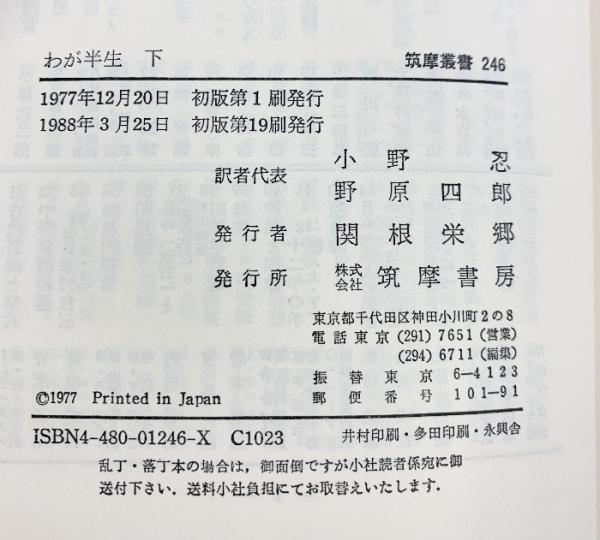 わが半生　下　筑摩叢書 246
1977年12月20日　初版第１刷発行
1988年３月25日　初版第19刷発行
訳者代表　小野　忍
野原四郎
発行者　関根栄郷
発行所　株式会社　筑摩書房
東京都千代田区神田小川町２の８
電話東京 (291) 7651 (営業)
(294) 6711 (編集)
振替東京　6-4123
郵便番号　101-91
©1977 Printed in Japan
ISBN4-480-01246-X C1023　井村印刷・多田印刷・永興舎
乱丁・落丁本の場合は，御面倒ですが小社読者係宛に御
送付下さい．送料小社負担にてお取替えいたします．